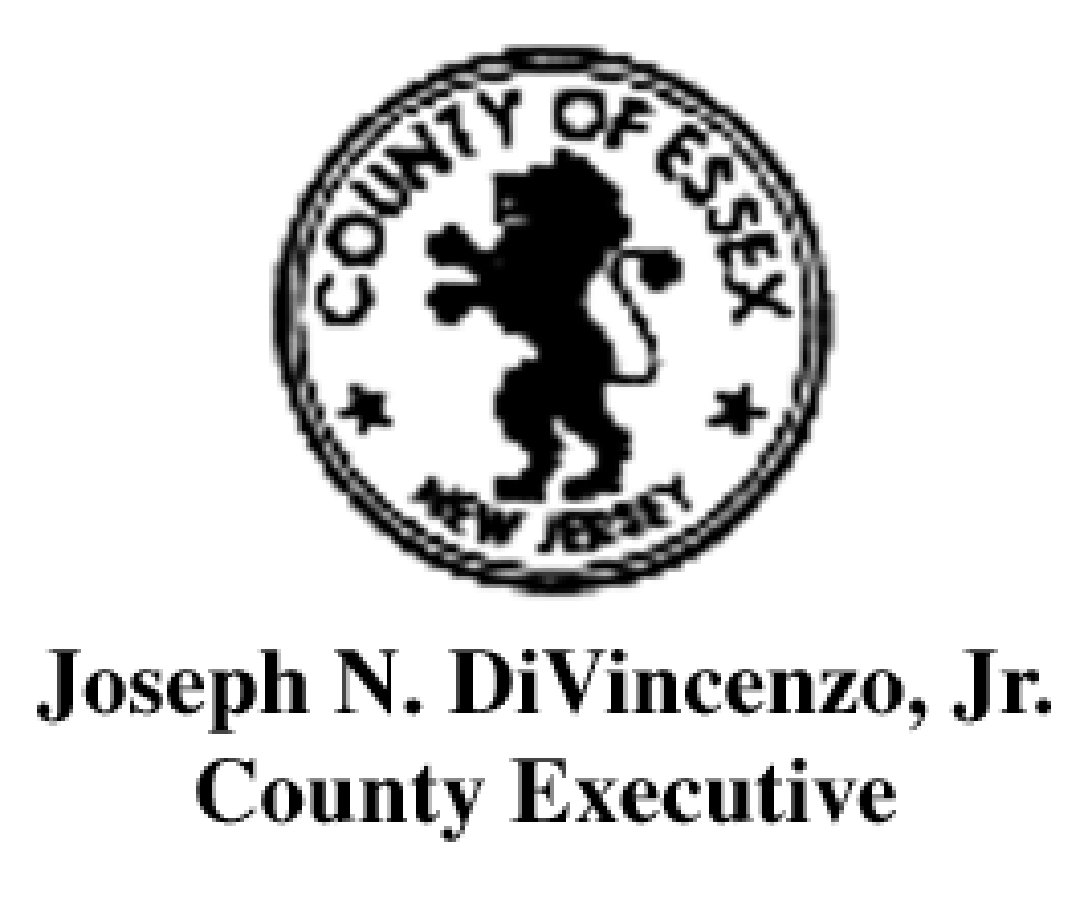 COUNTY OF ESSEX
NEW JERSEY
Joseph N. DiVincenzo, Jr.
County Executive